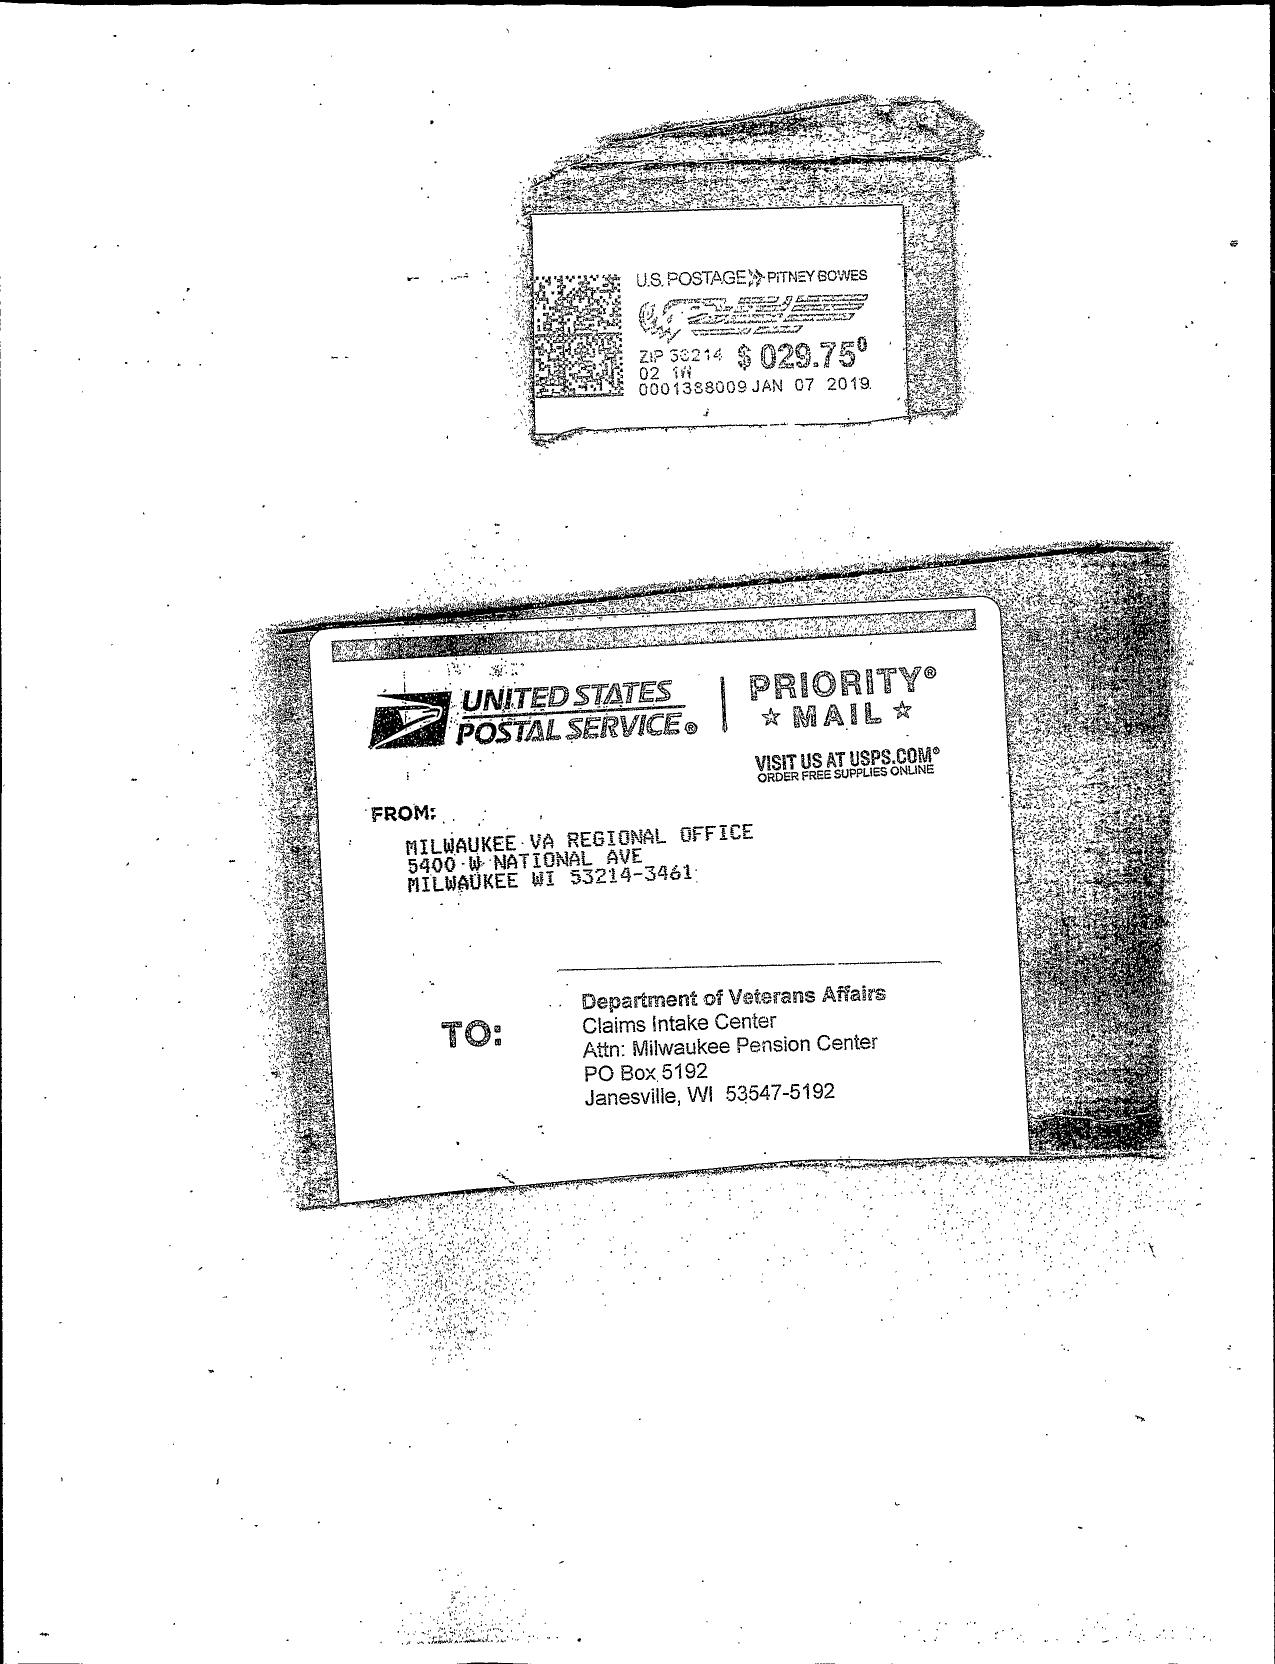 U.S. POSTAGE PITNEY BOWES
ZIP 53214 $ 029.75⁰
02 1W
0001388009 JAN 07 2019
UNITED STATES
POSTAL SERVICE®
PRIORITY®
★ MAIL ★
VISIT US AT USPS.COM®
ORDER FREE SUPPLIES ONLINE
FROM:
MILWAUKEE VA REGIONAL OFFICE
5400 W NATIONAL AVE
MILWAUKEE WI 53214-3461
TO:
Department of Veterans Affairs
Claims Intake Center
Attn: Milwaukee Pension Center
PO Box 5192
Janesville, WI 53547-5192